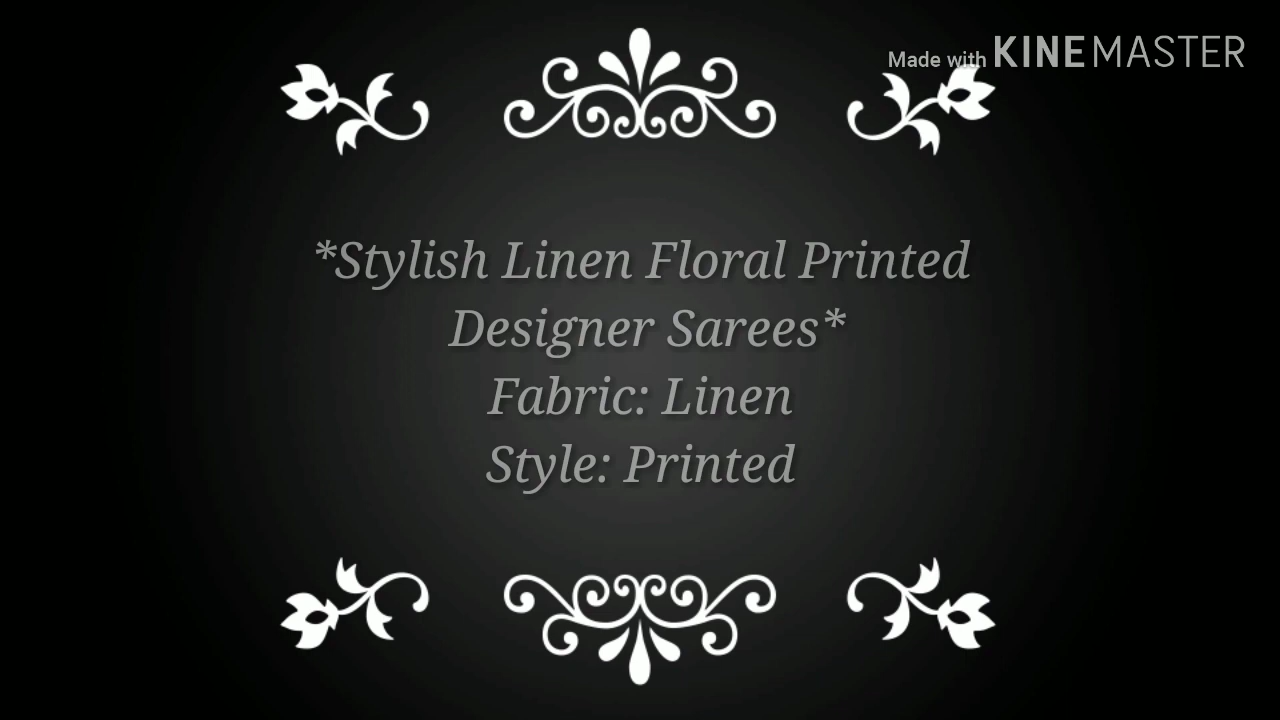 Made with KINEMASTER
*Stylish Linen Floral Printed
Designer Sarees*
Fabric: Linen
Style: Printed